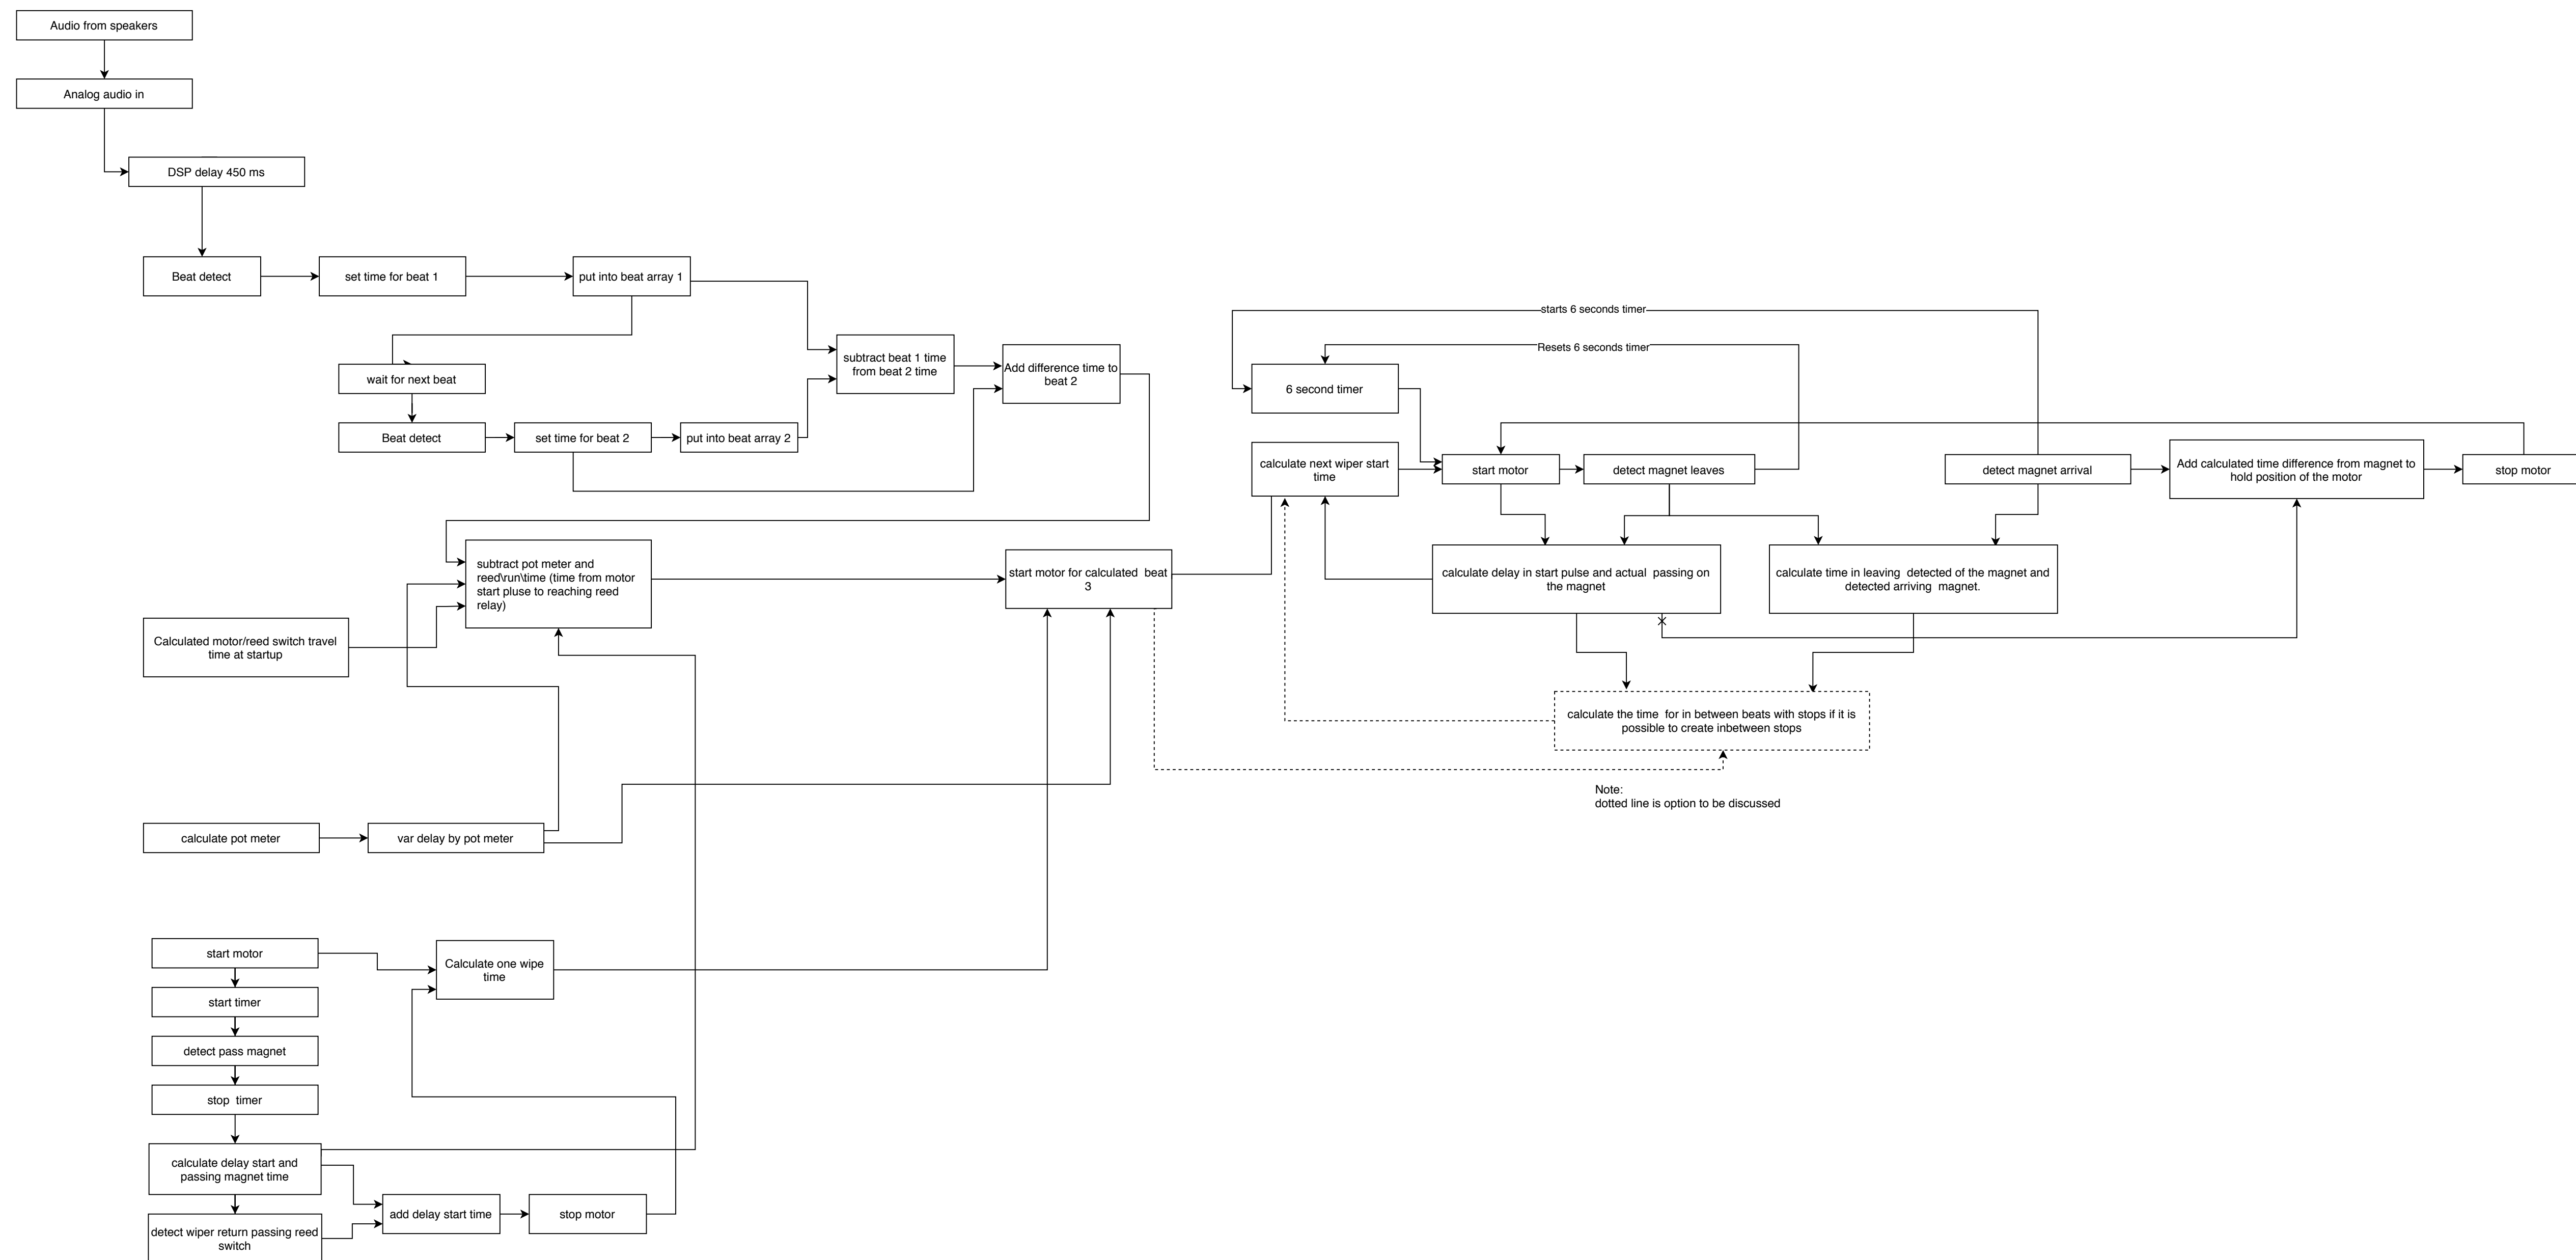 Audio from speakers
Analog audio in
DSP delay 450 ms
Beat detect
set time for beat 1
put into beat array 1
wait for next beat
Beat detect
set time for beat 2
put into beat array 2
subtract beat 1 time
from beat 2 time
Add difference time to
beat 2
subtract pot meter and
reed\run\time (time from motor
start pluse to reaching reed
relay)
start motor for calculated  beat
3
Calculated motor/reed switch travel
time at startup
calculate pot meter
var delay by pot meter
start motor
start timer
detect pass magnet
stop  timer
calculate delay start and
passing magnet time
detect wiper return passing reed
switch
Calculate one wipe
time
add delay start time
stop motor
starts 6 seconds timer
Resets 6 seconds timer
6 second timer
calculate next wiper start
time
start motor
detect magnet leaves
detect magnet arrival
Add calculated time difference from magnet to
hold position of the motor
stop motor
calculate delay in start pulse and actual  passing on
the magnet
calculate time in leaving  detected of the magnet and
detected arriving  magnet.
calculate the time  for in between beats with stops if it is
possible to create inbetween stops
Note:
dotted line is option to be discussed